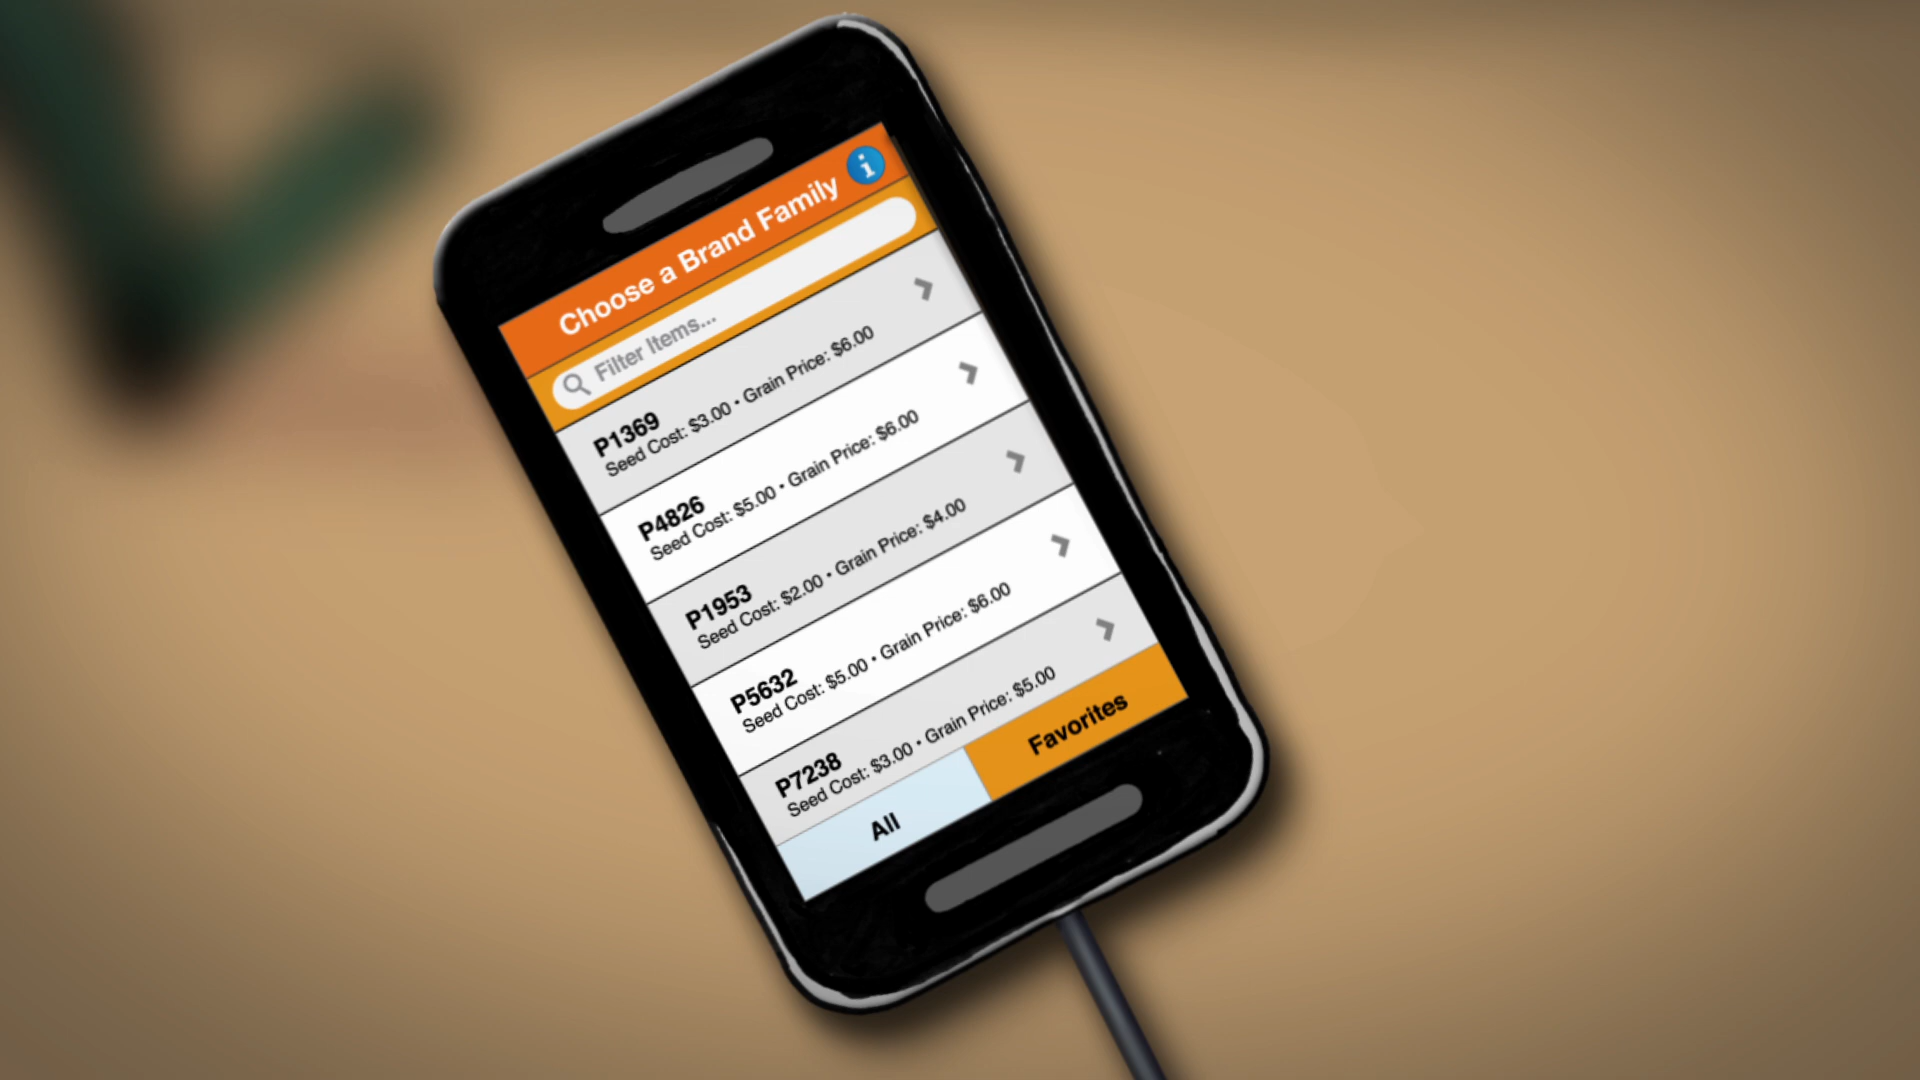 Choose a Brand Family
Filter Items...
P1369
Seed Cost: $3.00 • Grain Price: $6.00
P4826
Seed Cost: $5.00 • Grain Price: $6.00
P1953
Seed Cost: $2.00 • Grain Price: $4.00
P5632
Seed Cost: $5.00 • Grain Price: $6.00
P7238
Seed Cost: $3.00 • Grain Price: $5.00
All
Favorites